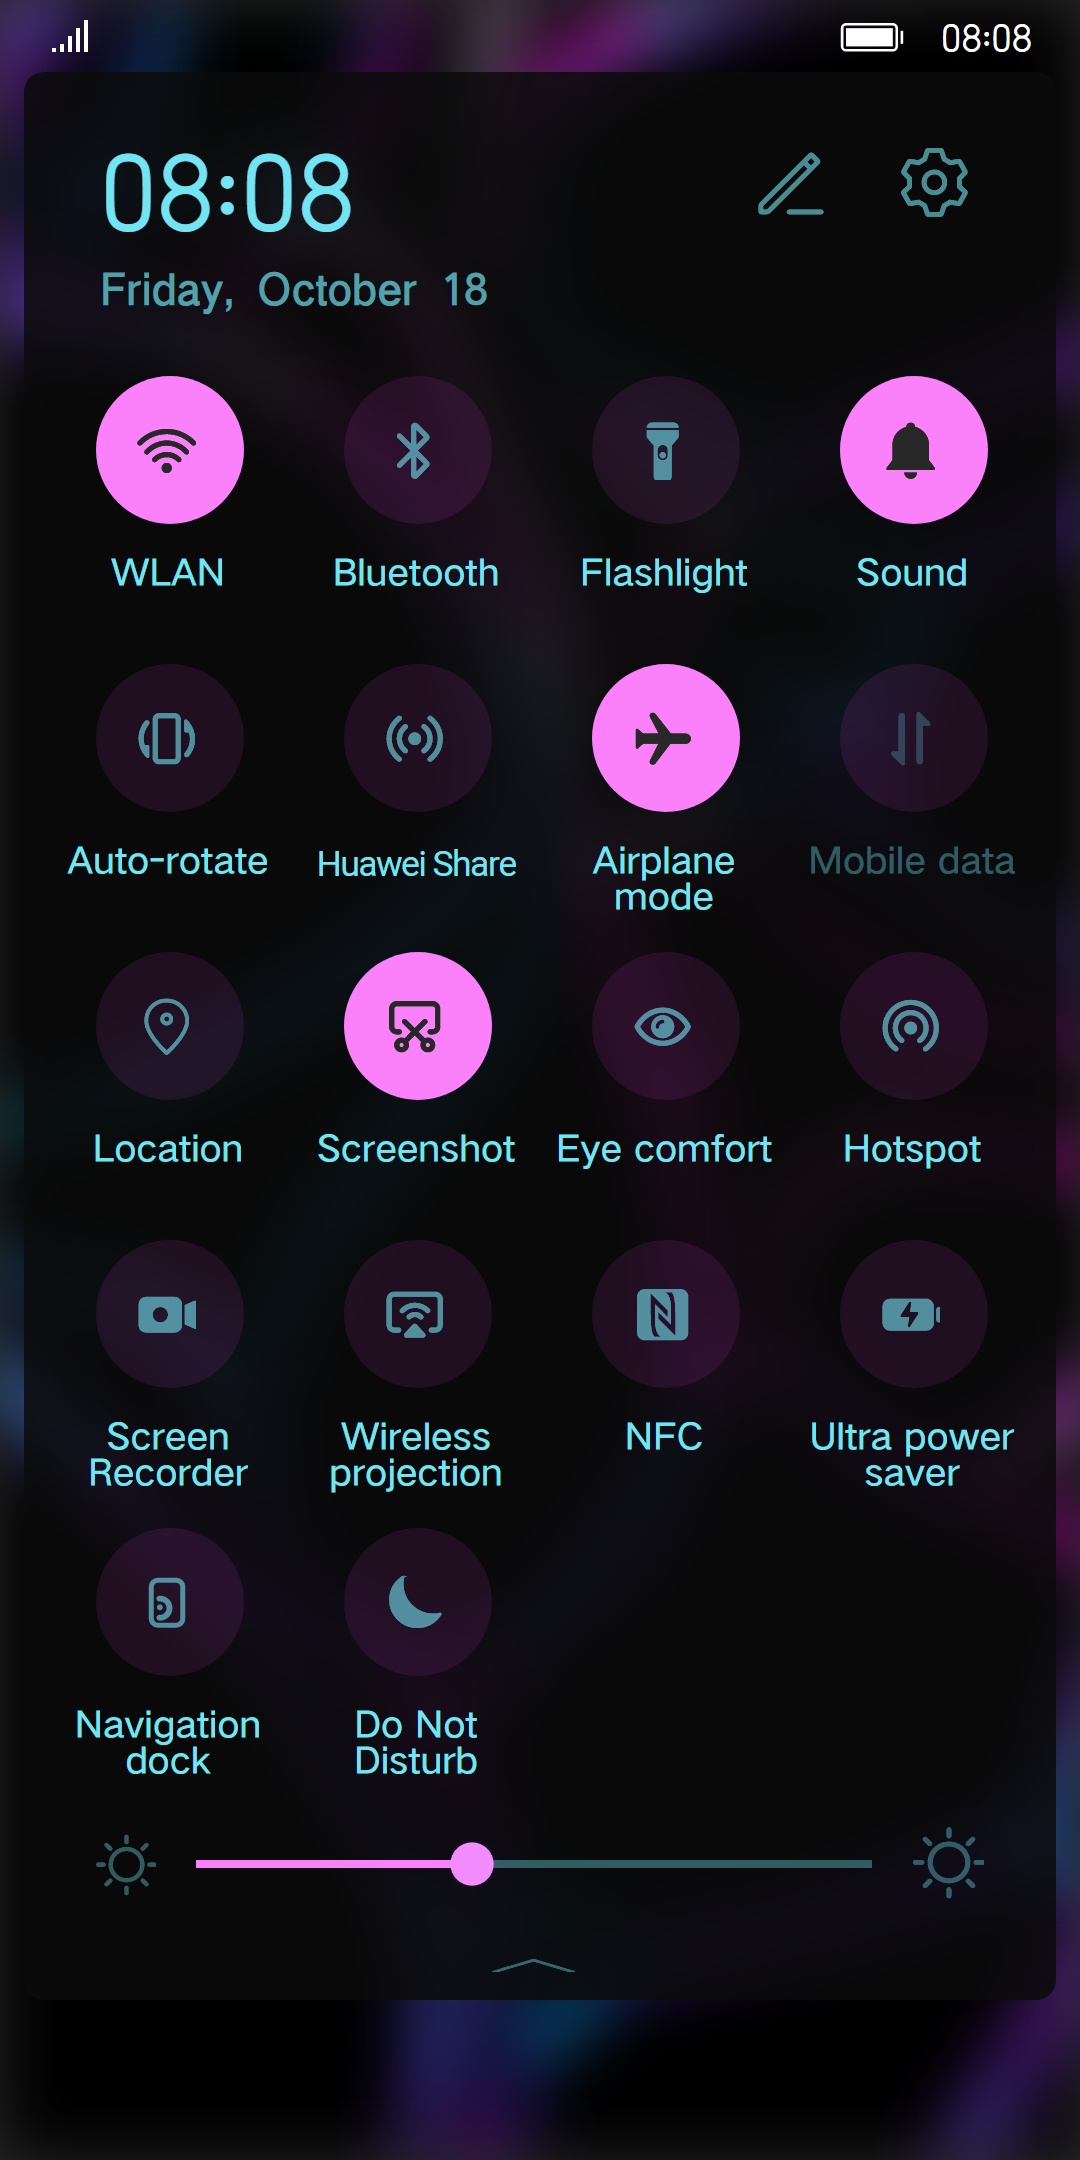 08:08
08:08
Friday, October 18
WLAN
Bluetooth
Flashlight
Sound
Auto-rotate
Huawei Share
Airplane
mode
Mobile data
Location
Screenshot
Eye comfort
Hotspot
Screen
Recorder
Wireless
projection
NFC
Ultra power
saver
Navigation
dock
Do Not
Disturb